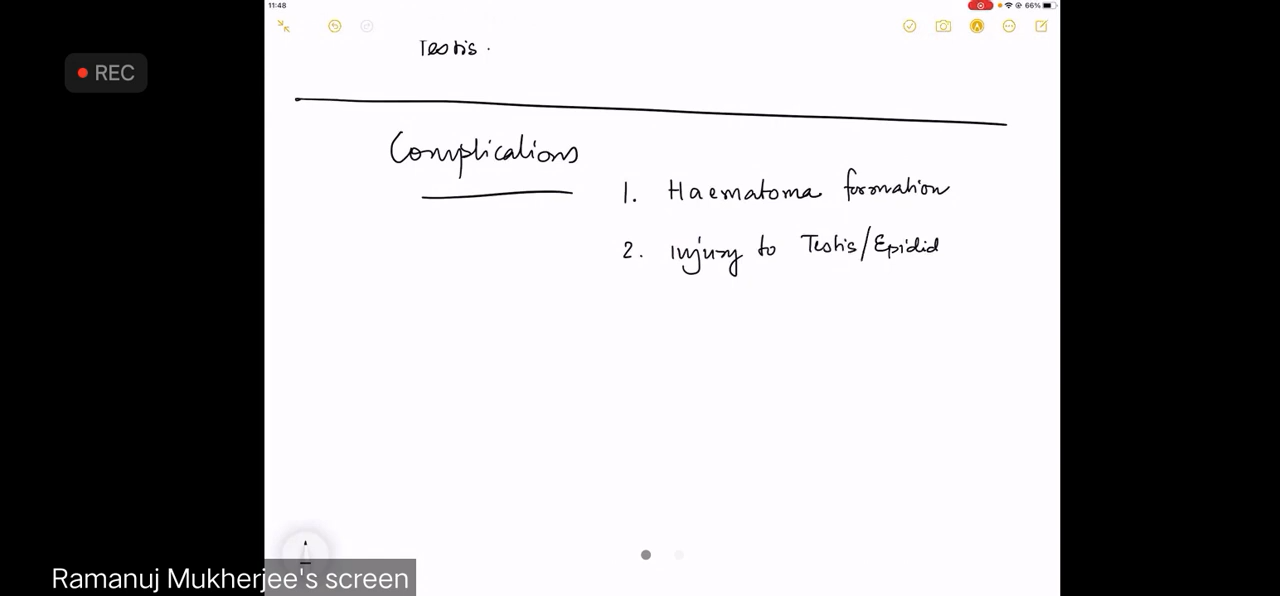 11:48
66%
Testis.
REC
Complications
1. Haematoma formation
2. Injury to Testis/Epidid
Ramanuj Mukherjee's screen